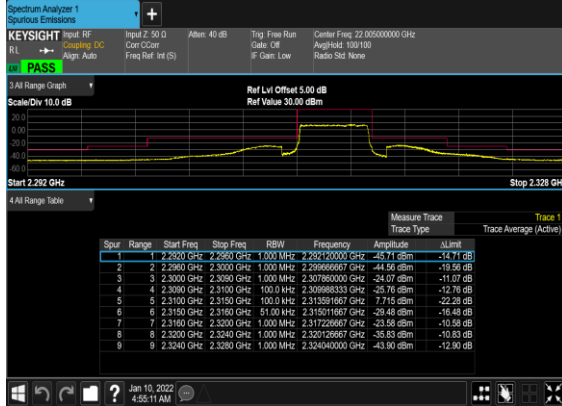 Spectrum Analyzer 1
Spurious Emissions
+
KEYSIGHT Input: RF Input Z: 50 Ω Atten: 40 dB Trig: Free Run Center Freq: 22.005000000 GHz
RL Coupling: DC Corr CCorr Gate: Off Avg|Hold: 100/100
Align: Auto Freq Ref: Int (S) IF Gain: Low Radio Std: None
PASS
3 All Range Graph
Ref Lvl Offset 5.00 dB
Scale/Div 10.0 dB Ref Value 30.00 dBm
20.0
0.00
-20.0
-40.0
-60.0
Start 2.292 GHz Stop 2.328 GH
4 All Range Table
Measure Trace Trace 1
Trace Type Trace Average (Active)
Spur Range Start Freq Stop Freq RBW Frequency Amplitude ΔLimit
1 1 2.2920 GHz 2.2960 GHz 1.000 MHz 2.292120000 GHz -45.71 dBm -14.71 dB
2 2 2.2960 GHz 2.3000 GHz 1.000 MHz 2.299666667 GHz -44.56 dBm -19.56 dB
3 3 2.3000 GHz 2.3090 GHz 1.000 MHz 2.307860000 GHz -24.07 dBm -11.07 dB
4 4 2.3090 GHz 2.3100 GHz 100.0 kHz 2.309988333 GHz -25.76 dBm -12.76 dB
5 5 2.3100 GHz 2.3150 GHz 100.0 kHz 2.313591667 GHz 7.715 dBm -22.28 dB
6 6 2.3150 GHz 2.3160 GHz 51.00 kHz 2.315011667 GHz -29.48 dBm -16.48 dB
7 7 2.3160 GHz 2.3200 GHz 1.000 MHz 2.317226667 GHz -23.58 dBm -10.58 dB
8 8 2.3200 GHz 2.3240 GHz 1.000 MHz 2.320126667 GHz -35.83 dBm -10.83 dB
9 9 2.3240 GHz 2.3280 GHz 1.000 MHz 2.324040000 GHz -43.90 dBm -12.90 dB
? Jan 10, 2022
4:55:11 AM